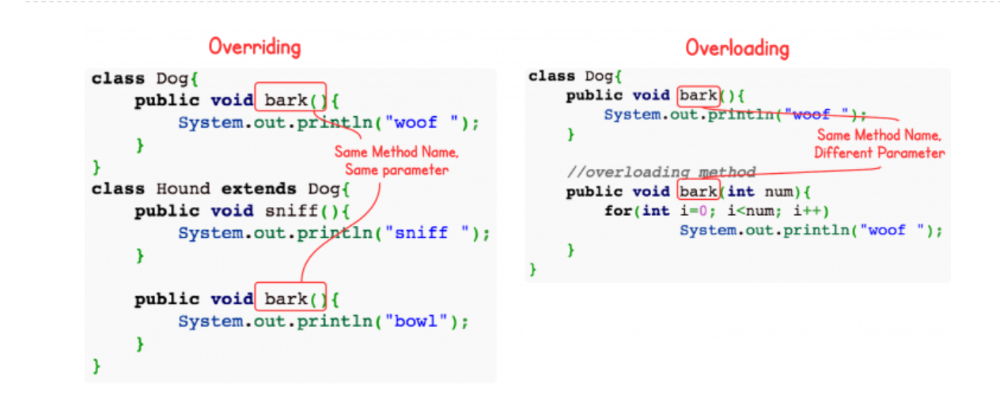 Overriding
class Dog{
public void bark(){
System.out.println("woof ");
}
}
class Hound extends Dog{
public void sniff(){
System.out.println("sniff ");
}
public void bark(){
System.out.println("bowl");
}
}
Same Method Name,
Same parameter
Overloading
class Dog{
public void bark(){
System.out.println("woof ");
}
//overloading method
public void bark(int num){
for(int i=0; i<num; i++)
System.out.println("woof ");
}
}
Same Method Name,
Different Parameter